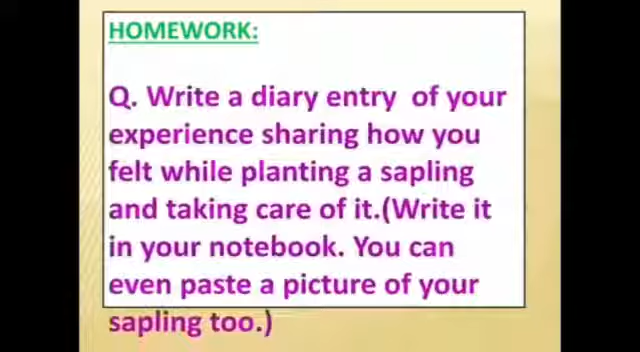 HOMEWORK:
Q. Write a diary entry of your
experience sharing how you
felt while planting a sapling
and taking care of it.(Write it
in your notebook. You can
even paste a picture of your
sapling too.)